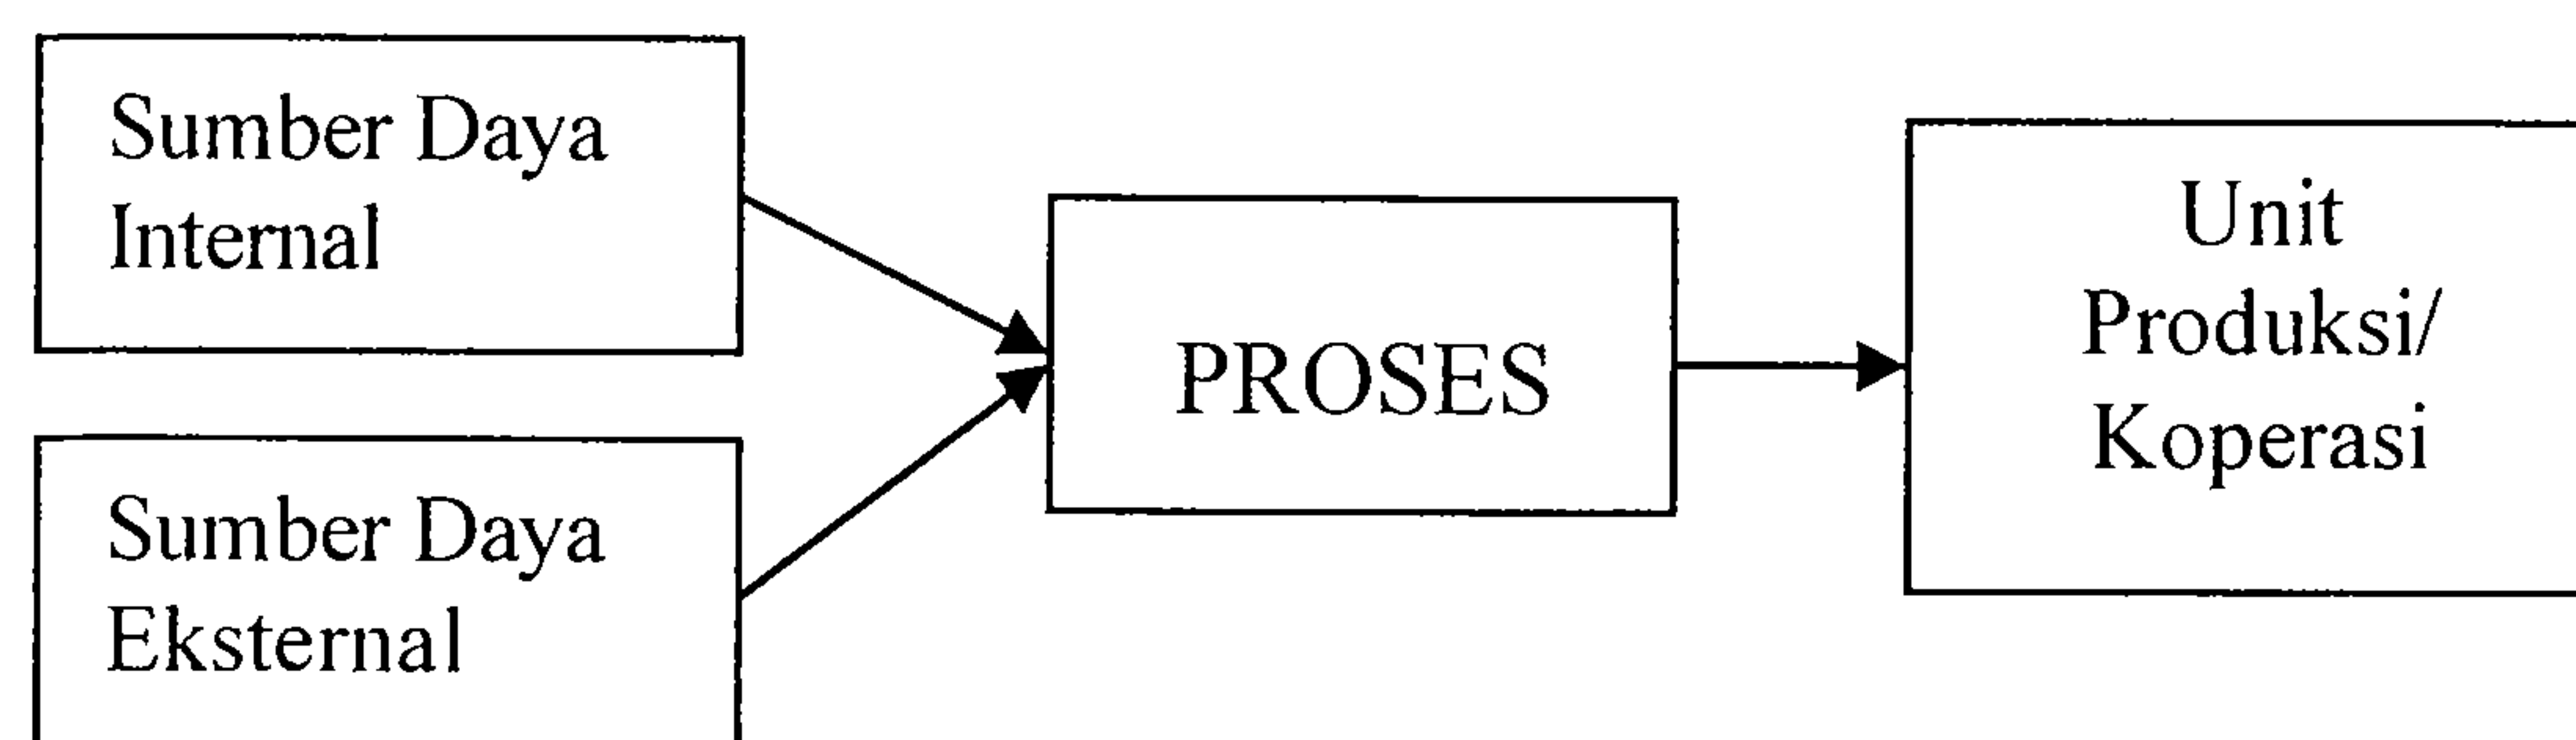 Sumber Daya
Internal
Sumber Daya
Eksternal
PROSES
Unit
Produksi/
Koperasi